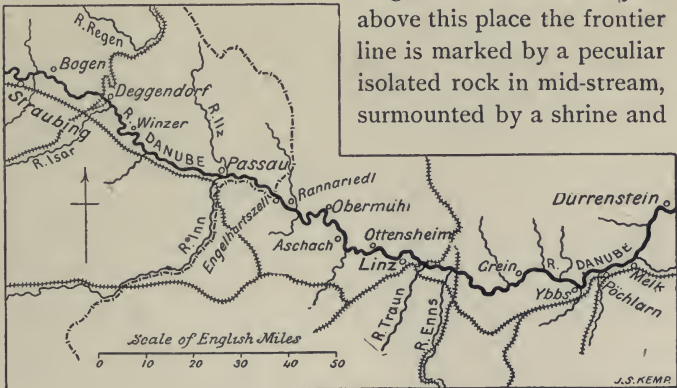 above this place the frontier
line is marked by a peculiar
isolated rock in mid-stream,
surmounted by a shrine and
R. Regen
Bogen
Deggendorf
Straubing
R. Isar
Winzer
R. DANUBE
R. Ilz
Passau
R. Inn
Engelhartszell
Rannariedl
Obermühl
Aschach
Ottensheim
Linz
R. Traun
R. Enns
Grein
R. DANUBE
Ybbs
Pöchlarn
Melk
Dürrenstein
Scale of English Miles
0 10 20 30 40 50
J.S.KEMP.